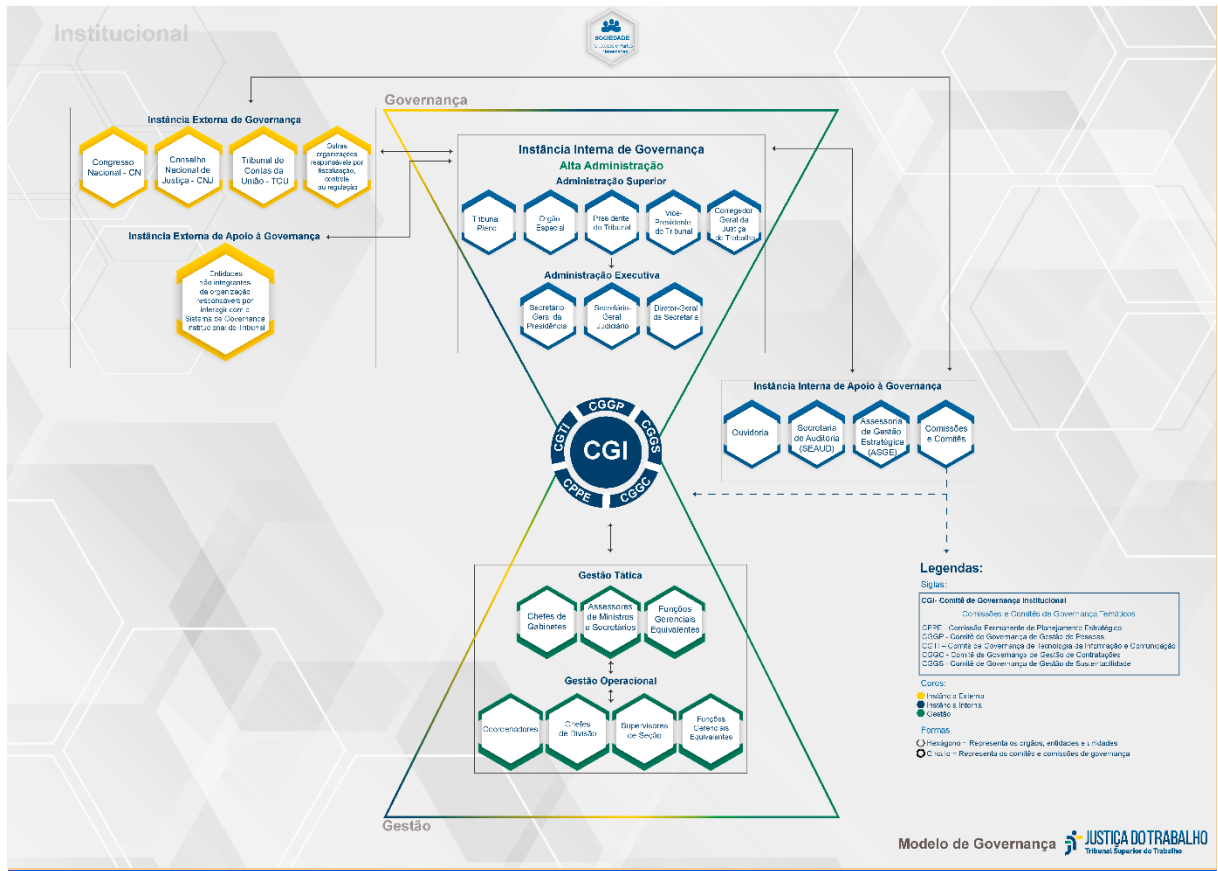 Institucional
SOCIEDADE
Governança
Instância Externa de Governança
Congresso
Nacional - CN
Conselho
Nacional de
Justiça - CNJ
Tribunal de
Contas da
União - TCU
Outras
organizações
responsáveis por
fiscalização,
controle
ou regulação
Instância Externa de Apoio à Governança
Entidades
não integrantes
da organização
responsáveis por
interagir com o
Sistema de Governança
Institucional do Tribunal
Instância Interna de Governança
Alta Administração
Administração Superior
Tribunal
Pleno
Órgão
Especial
Presidente
do Tribunal
Vice-
Presidente
do Tribunal
Corregedor
Geral da
Justiça
do Trabalho
Administração Executiva
Secretário-
Geral da
Presidência
Secretário-
Geral
Judiciário
Diretor-Geral
da Secretaria
CGGP
CGTI
CGGS
CGI
CPPE
CGGC
Instância Interna de Apoio à Governança
Ouvidoria
Secretaria
de Auditoria
(SEAUD)
Assessoria
de Gestão
Estratégica
(ASGE)
Comissões
e Comitês
Gestão Tática
Chefes de
Gabinetes
Assessores
de Ministros
e Secretários
Funções
Gerenciais
Equivalentes
Gestão Operacional
Coordenadores
Chefes
de Divisão
Supervisores
de Seção
Funções
Gerenciais
Equivalentes
Gestão
Legendas:
Siglas:
CGI- Comitê de Governança Institucional
Comissões e Comitês de Governança Temáticos
CPPE - Comissão Permanente de Planejamento Estratégico
CGGP - Comitê de Governança de Gestão de Pessoas
CGTI – Comitê de Governança de Tecnologia da Informação e Comunicação
CGGC - Comitê de Governança de Gestão de Contratações
CGGS - Comitê de Governança de Gestão de Sustentabilidade
Cores:
Instância Externa
Instância Interna
Gestão
Formas
Hexágono – Representa os órgãos, entidades e unidades
Círculo – Representa os comitês e comissões de governança
Modelo de Governança
JUSTIÇA DO TRABALHO
Tribunal Superior do Trabalho